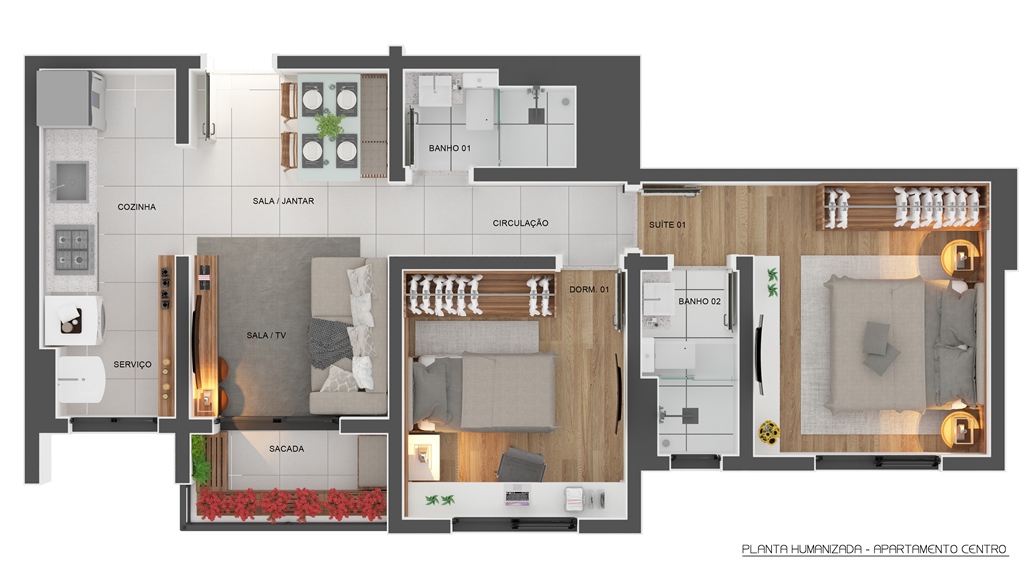 BANHO 01
COZINHA
SALA / JANTAR
CIRCULAÇÃO
SUÍTE 01
DORM. 01
BANHO 02
SALA / TV
SERVIÇO
SACADA
PLANTA HUMANIZADA - APARTAMENTO CENTRO